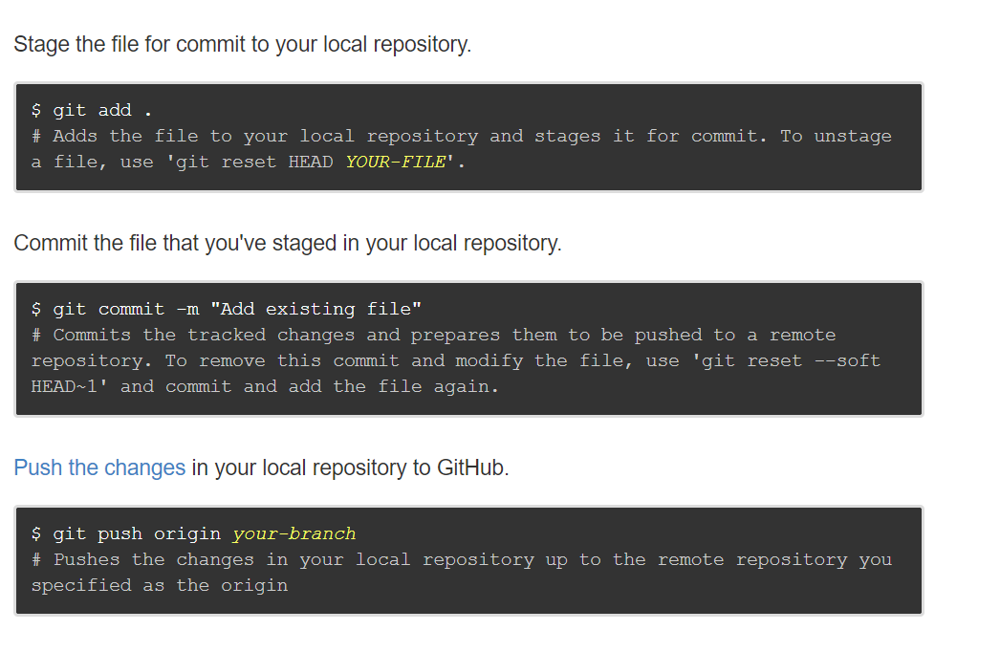 Stage the file for commit to your local repository.
$ git add .
# Adds the file to your local repository and stages it for commit. To unstage
a file, use 'git reset HEAD YOUR-FILE'.
Commit the file that you've staged in your local repository.
$ git commit -m "Add existing file"
# Commits the tracked changes and prepares them to be pushed to a remote
repository. To remove this commit and modify the file, use 'git reset --soft
HEAD~1' and commit and add the file again.
Push the changes in your local repository to GitHub.
$ git push origin your-branch
# Pushes the changes in your local repository up to the remote repository you
specified as the origin